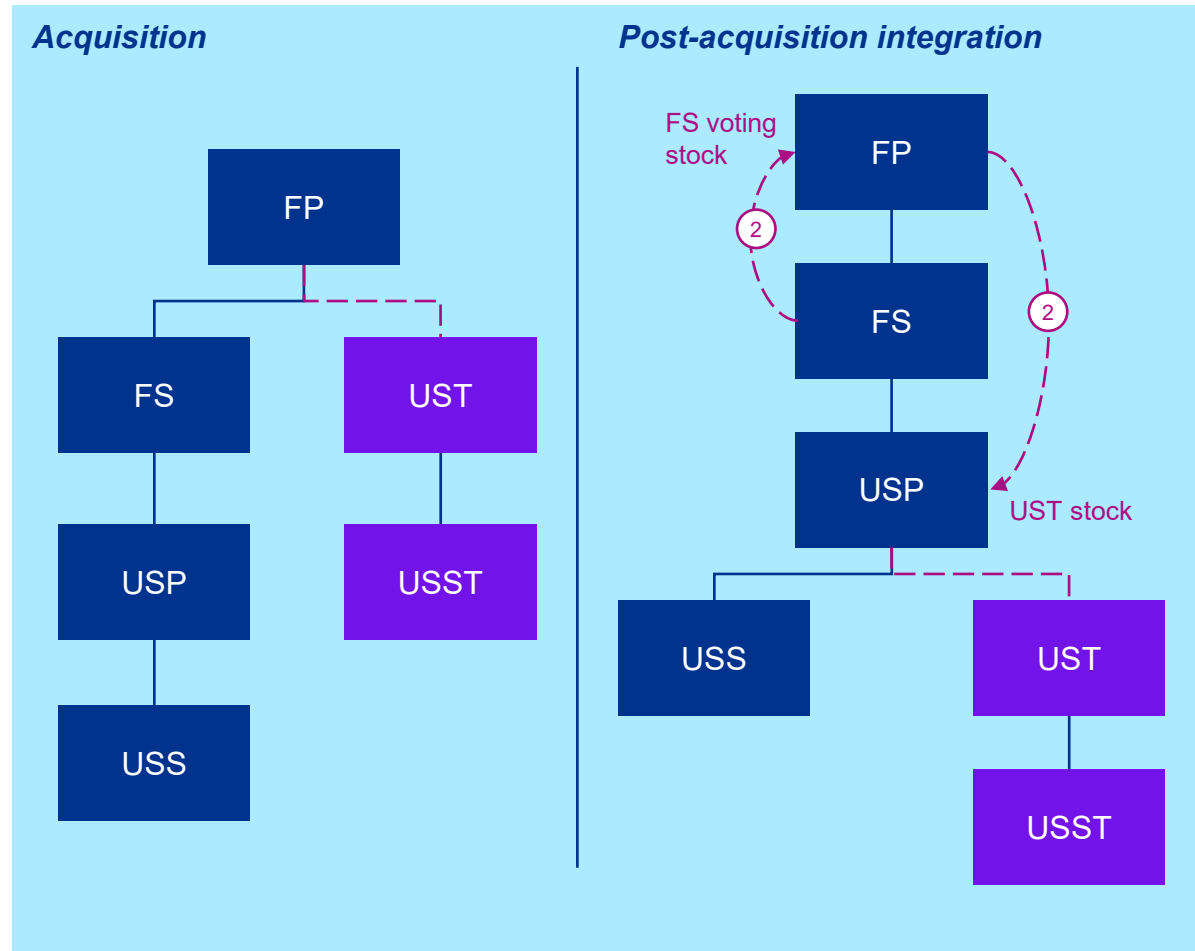 Acquisition
FP
FS
UST
USP
USST
USS
Post-acquisition integration
FS voting
stock
FP
2
FS
2
USP
UST stock
USS
UST
USST